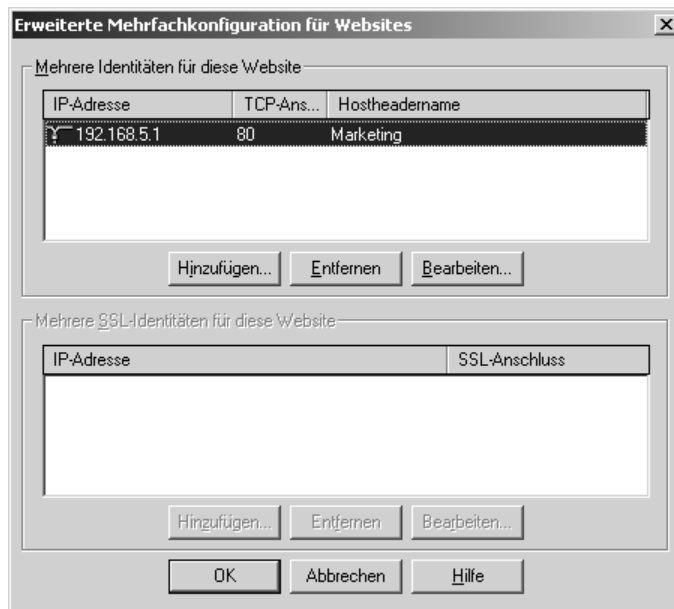 Erweiterte Mehrfachkonfiguration für Websites
Mehrere Identitäten für diese Website
IP-Adresse TCP-Ans... Hostheadername
192.168.5.1 80 Marketing
Hinzufügen... Entfernen Bearbeiten...
Mehrere SSL-Identitäten für diese Website
IP-Adresse SSL-Anschluss
Hinzufügen... Entfernen Bearbeiten...
OK Abbrechen Hilfe